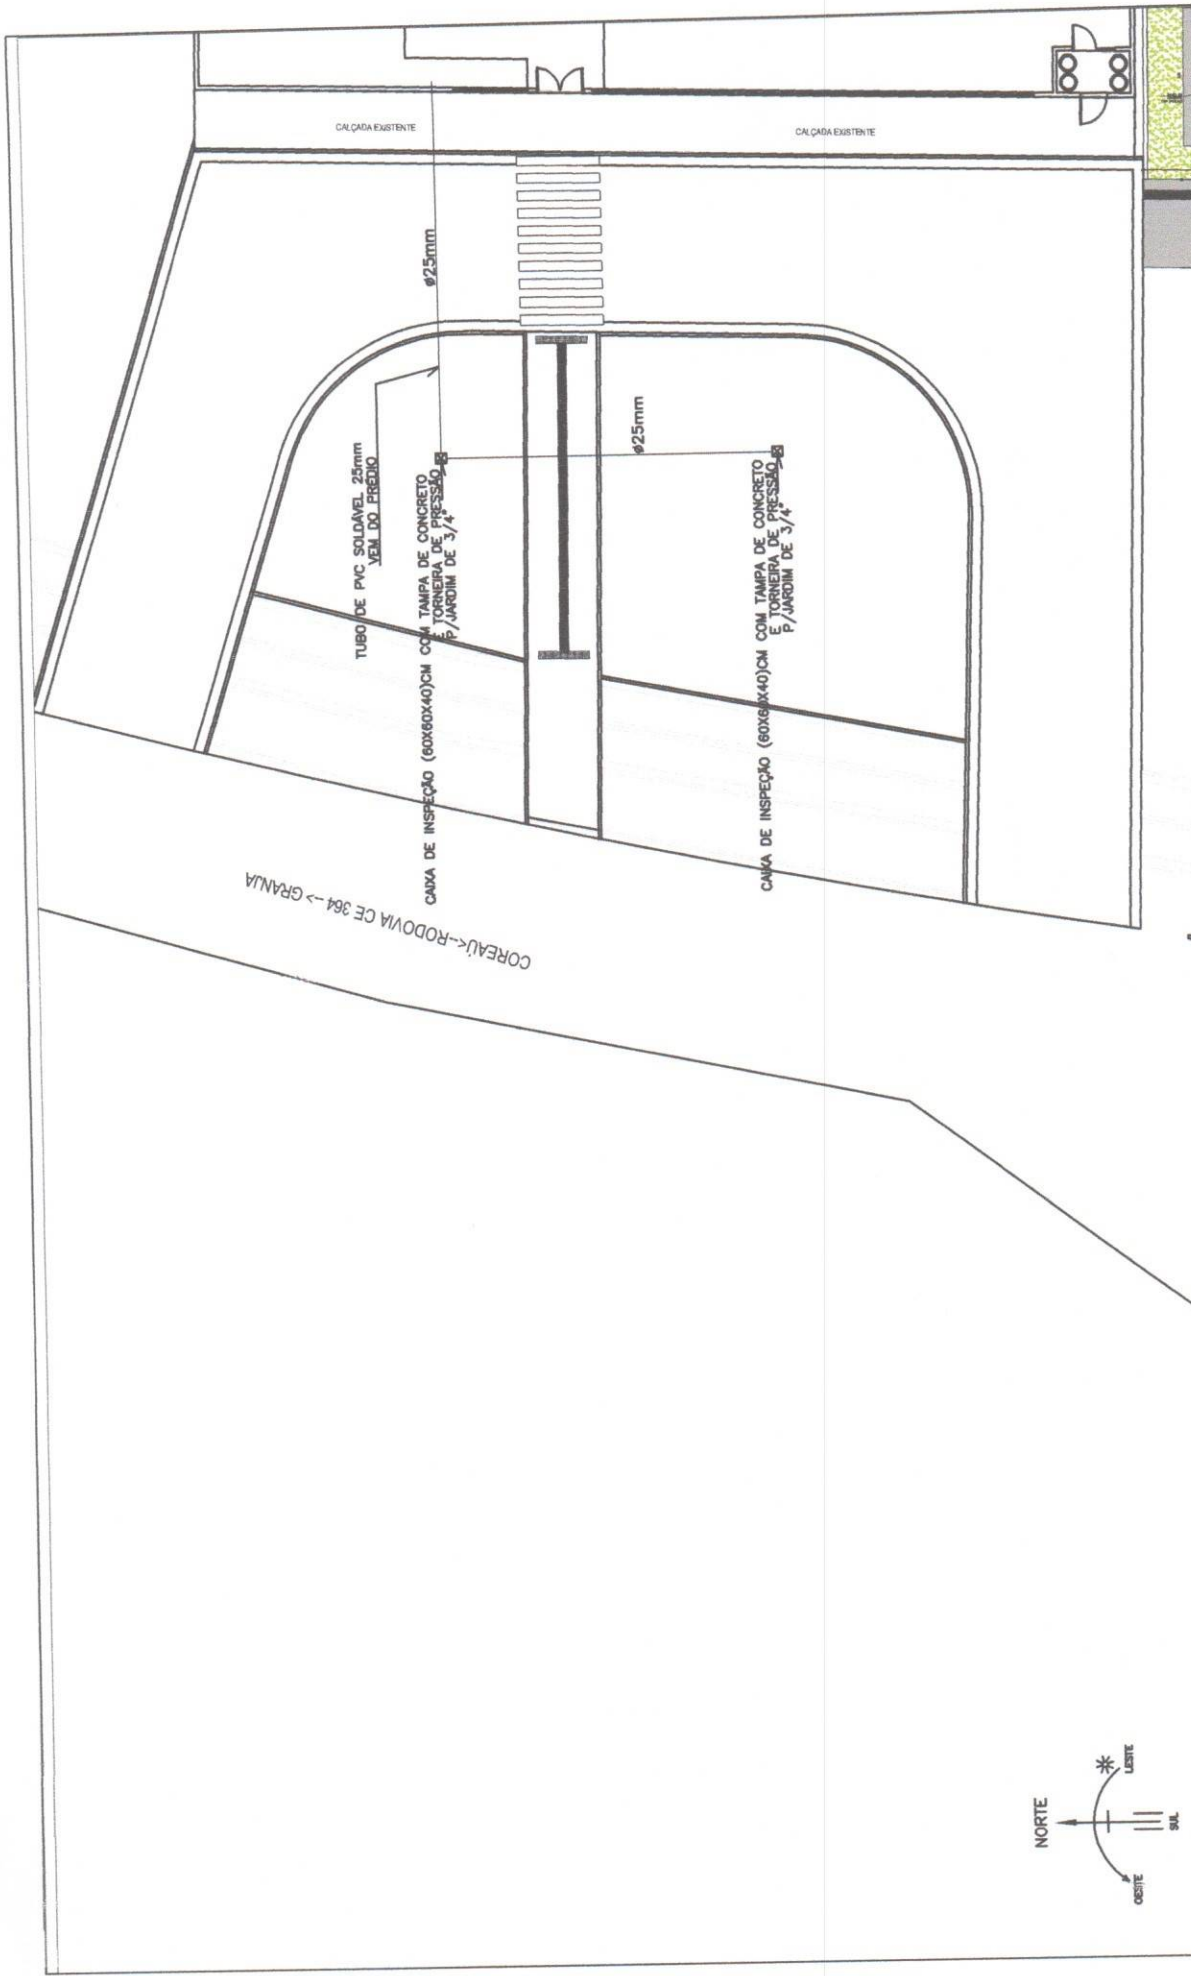 CALÇADA EXISTENTE
CALÇADA EXISTENTE
ø25mm
TUBO DE PVC SOLDÁVEL 25mm
VEM DO PRÉDIO
ø25mm
CAIXA DE INSPEÇÃO (60X60X40)CM COM TAMPA DE CONCRETO
E TORNEIRA DE PRESSÃO
P/JARDIM DE 3/4"
CAIXA DE INSPEÇÃO (60X60X40)CM COM TAMPA DE CONCRETO
E TORNEIRA DE PRESSÃO
P/JARDIM DE 3/4"
COREAÚ<--RODOVIA CE 364 --> GRANJA
NORTE
LESTE
SUL
OESTE